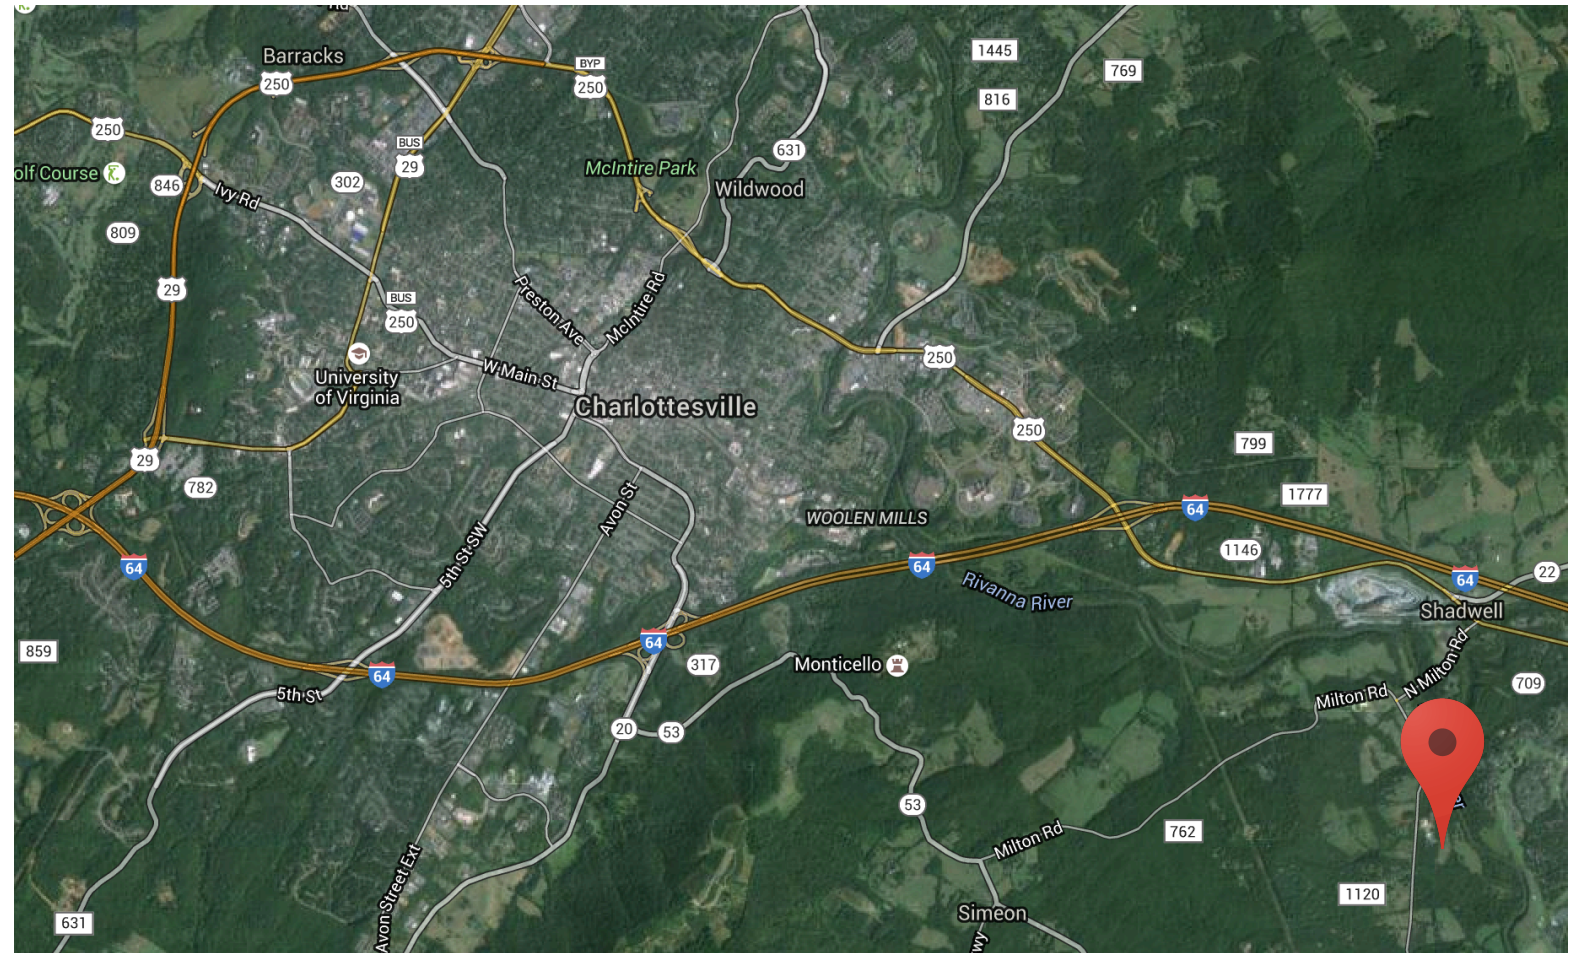 Rd
Barracks
250
BYP
250
1445
769
816
250
BUS
29
olf Course
846
Ivy Rd
302
McIntire Park
631
Wildwood
809
29
BUS
250
Preston Ave
McIntire Rd
University
of Virginia
W Main St
Charlottesville
250
250
799
29
782
Avon St
WOOLEN MILLS
1777
64
1146
64
5th St SW
64
Rivanna River
64
22
Shadwell
859
64
64
317
Monticello
N Milton Rd
709
5th St
Milton Rd
20
53
53
762
Milton Rd
Avon Street Ext
1120
631
Simeon
wy